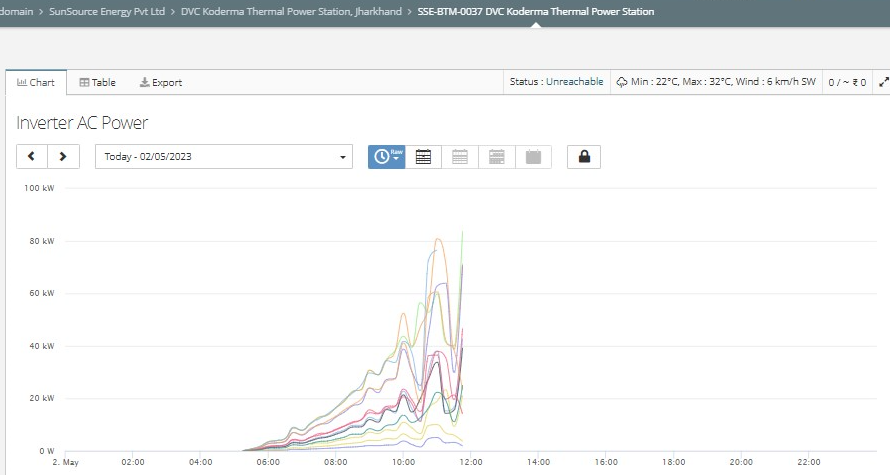 domain > SunSource Energy Pvt Ltd > DVC Koderma Thermal Power Station, Jharkhand > SSE-BTM-0037 DVC Koderma Thermal Power Station
Chart Table Export Status : Unreachable Min : 22°C, Max : 32°C, Wind : 6 km/h SW 0 / ~ ₹ 0
Inverter AC Power
Today - 02/05/2023 Raw
100 kW
80 kW
60 kW
40 kW
20 kW
0 W
2. May 02:00 04:00 06:00 08:00 10:00 12:00 14:00 16:00 18:00 20:00 22:00